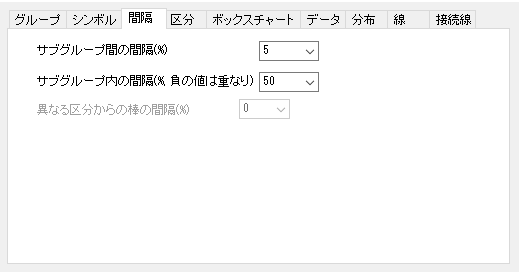 グループ シンボル 間隔 区分 ボックスチャート データ 分布 線 接続線
サブグループ間の間隔(%) 5
サブグループ内の間隔(%, 負の値は重なり) 50
異なる区分からの棒の間隔(%) 0